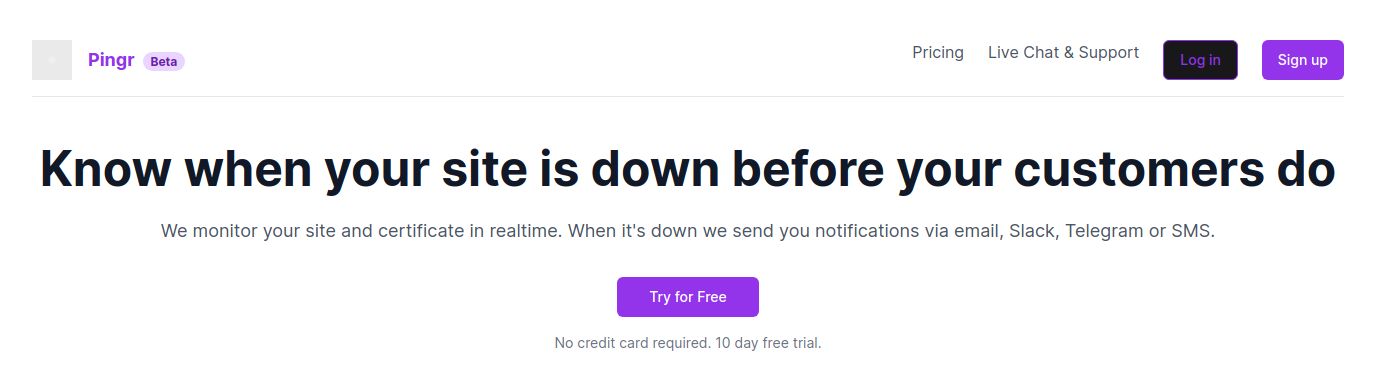 Pingr Beta Pricing Live Chat & Support Log in Sign up
Know when your site is down before your customers do
We monitor your site and certificate in realtime. When it's down we send you notifications via email, Slack, Telegram or SMS.
Try for Free
No credit card required. 10 day free trial.